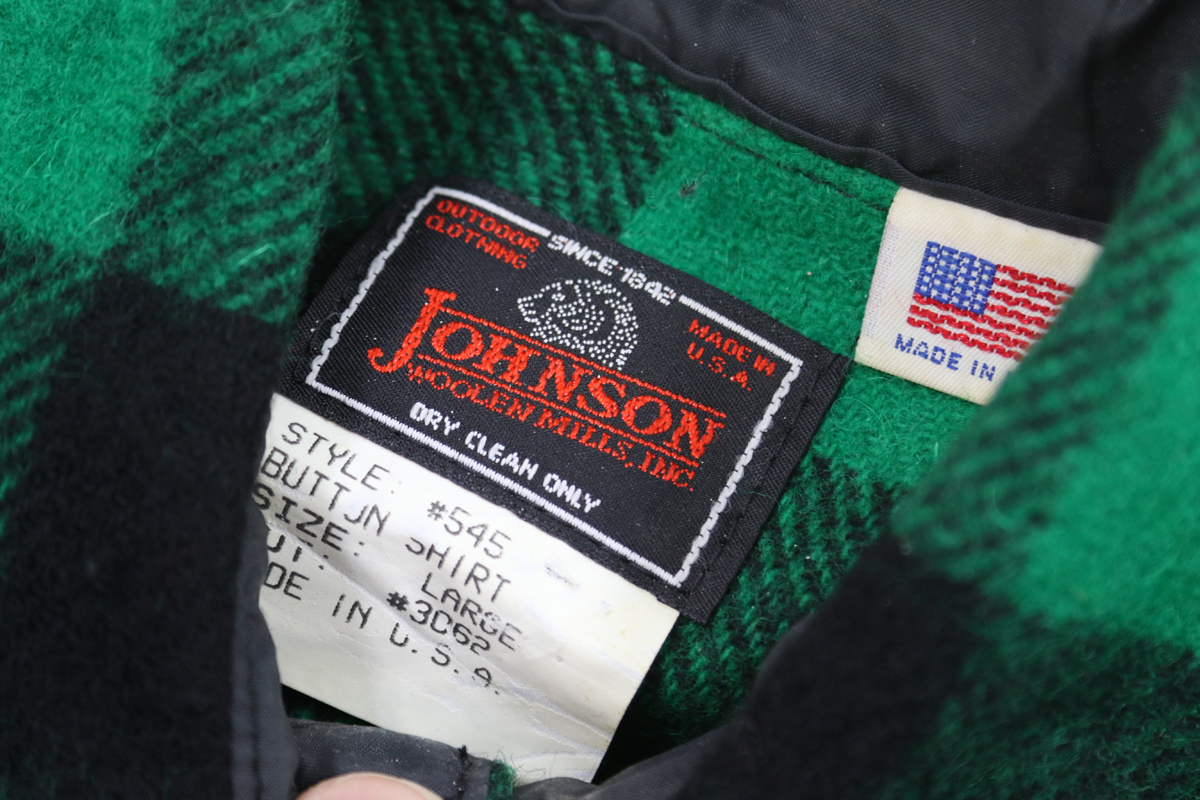 OUTDOOR
CLOTHING
SINCE 1842
MADE IN
U.S.A.
JOHNSON
WOOLEN MILLS, INC.
DRY CLEAN ONLY
MADE IN
STYLE: #545
BUTTON SHIRT
SIZE: LARGE
UT: #3062
DE IN U.S.A.